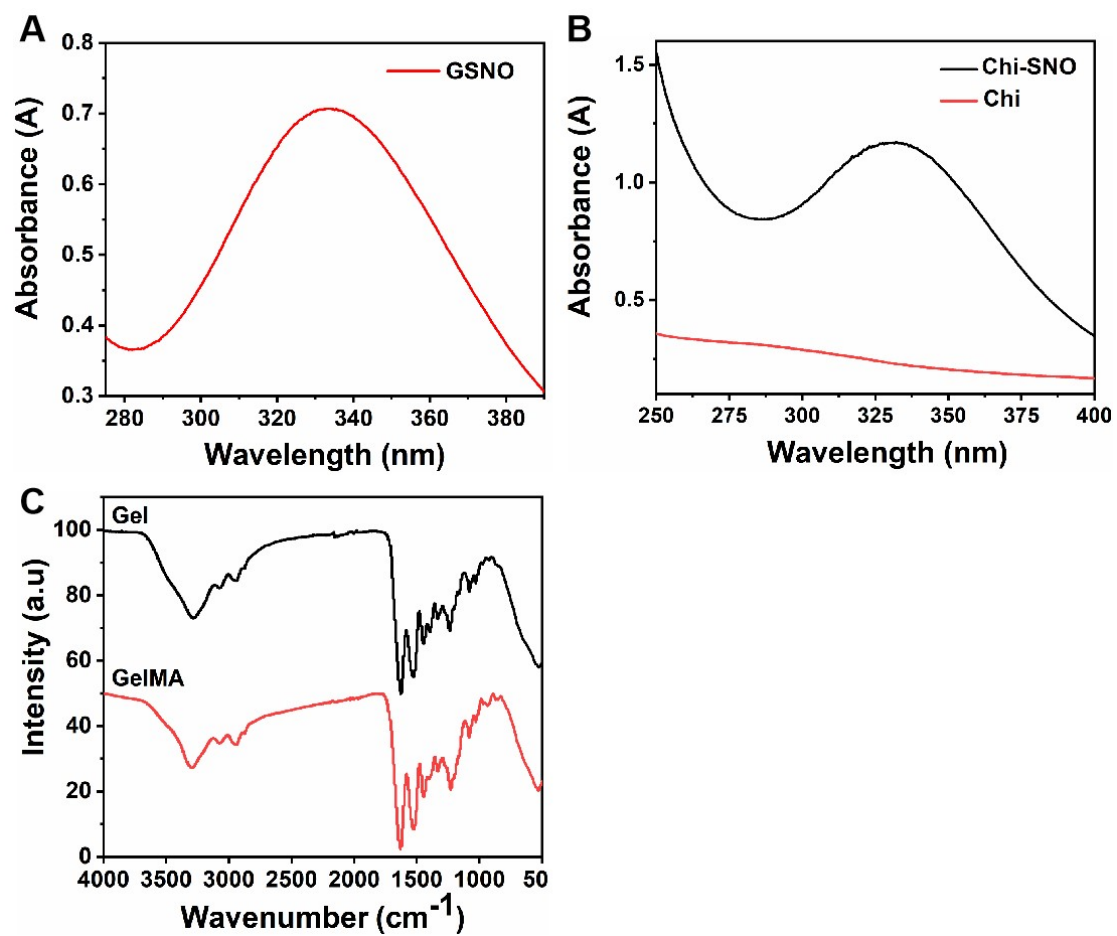 A
0.8
0.7
0.6
0.5
0.4
0.3
Absorbance (A)
GSNO
280 300 320 340 360 380
Wavelength (nm)
B
1.5
1.0
0.5
Absorbance (A)
Chi-SNO
Chi
250 275 300 325 350 375 400
Wavelength (nm)
C
100
80
60
40
20
0
Intensity (a.u)
Gel
GelMA
4000 3500 3000 2500 2000 1500 1000 50
Wavenumber (cm-1)